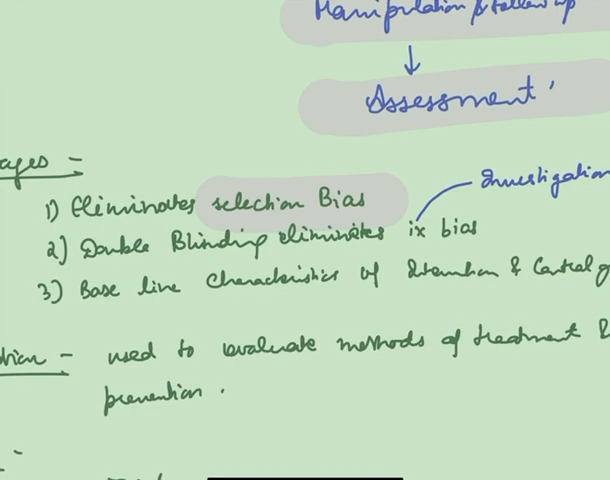 Manipulation & Follow up
↓
Assessment
ages -
Investigation
1) Eliminates selection Bias
2) Double Blinding eliminates ix bias
3) Base line Characteristics of & Control g
used to evaluate methods of treatment &
prevention .